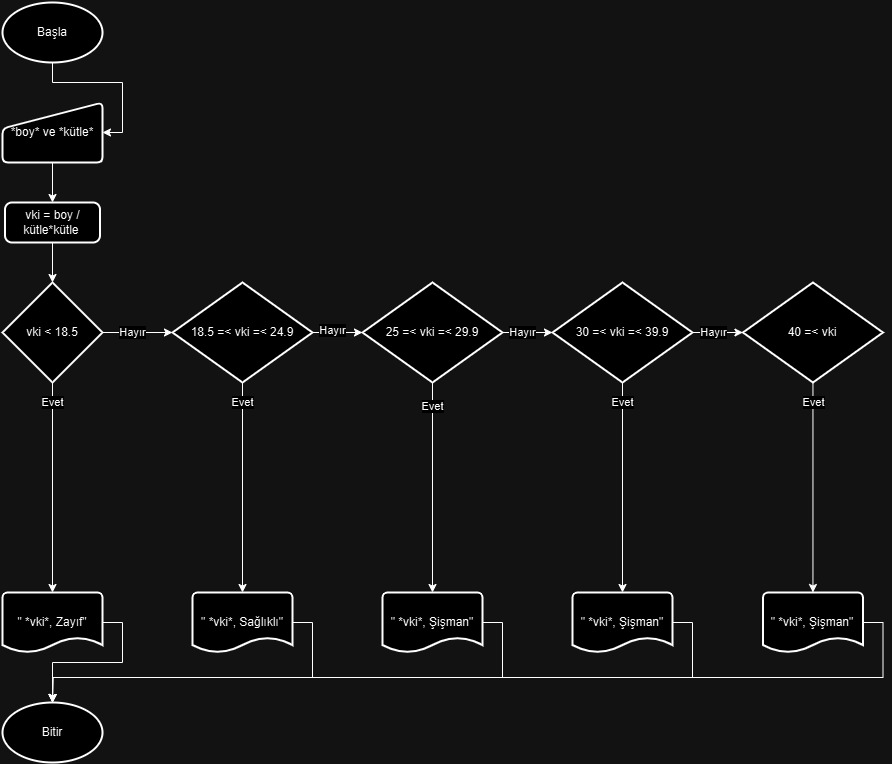 Başla
*boy* ve *kütle*
vki = boy /
kütle*kütle
vki < 18.5
Hayır
18.5 =< vki =< 24.9
Hayır
25 =< vki =< 29.9
Hayır
30 =< vki =< 39.9
Hayır
40 =< vki
Evet
Evet
Evet
Evet
Evet
" *vki*, Zayıf"
" *vki*, Sağlıklı"
" *vki*, Şişman"
" *vki*, Şişman"
" *vki*, Şişman"
Bitir